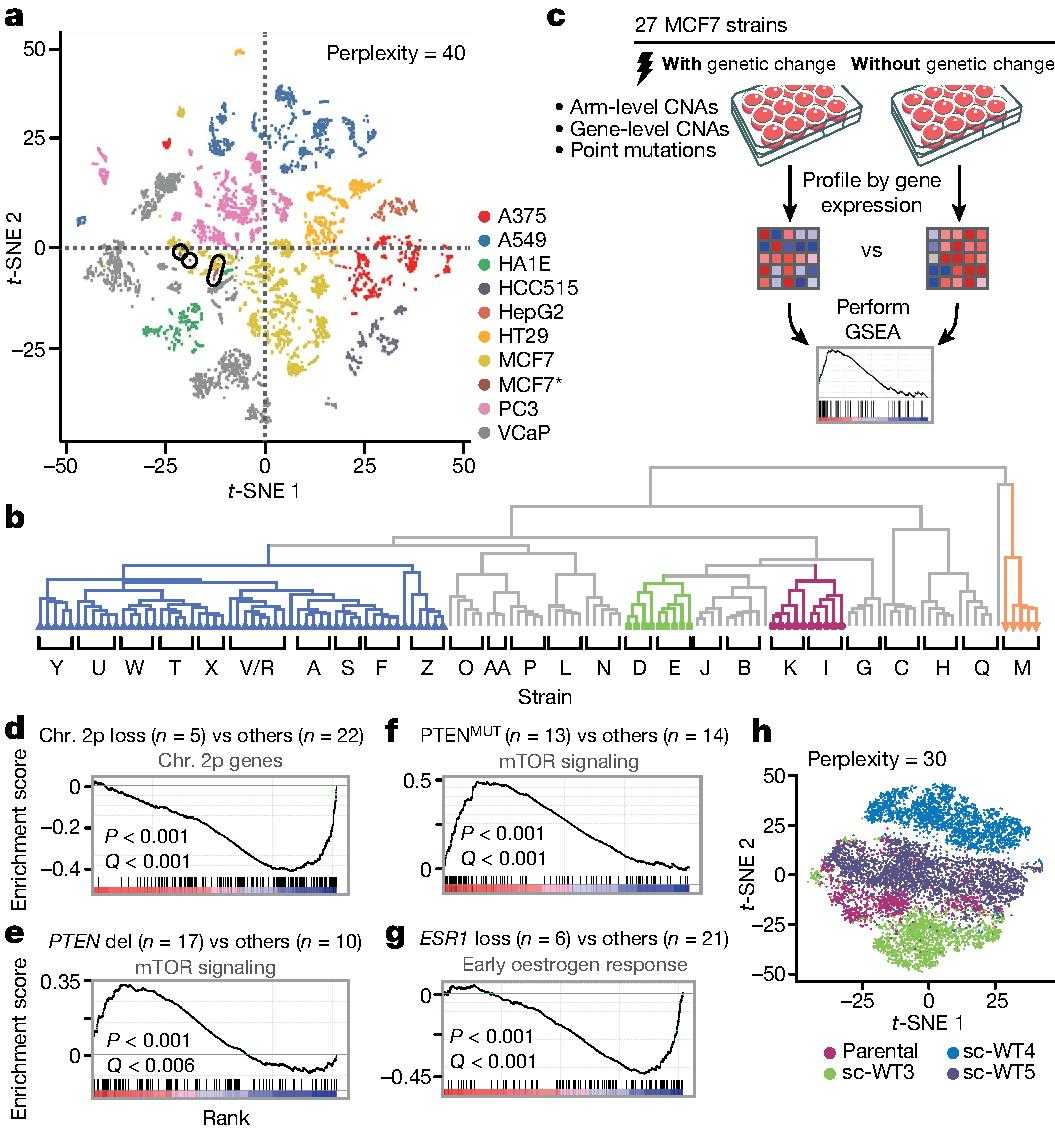 a
Perplexity = 40
50
25
0
−25
t-SNE 2
−50
−25
0
25
50
t-SNE 1
A375
A549
HA1E
HCC515
HepG2
HT29
MCF7
MCF7*
PC3
VCaP
c
27 MCF7 strains
With genetic change
Without genetic change
• Arm-level CNAs
• Gene-level CNAs
• Point mutations
Profile by gene
expression
vs
Perform
GSEA
b
Y U W T X V/R A S F Z O AA P L N D E J B K I G C H Q M
Strain
d
Chr. 2p loss (n = 5) vs others (n = 22)
Chr. 2p genes
Enrichment score
0
−0.2
−0.4
P < 0.001
Q < 0.001
f
PTENMUT (n = 13) vs others (n = 14)
mTOR signaling
0.5
0
P < 0.001
Q < 0.001
e
PTEN del (n = 17) vs others (n = 10)
mTOR signaling
Enrichment score
0.35
0
P < 0.001
Q < 0.006
Rank
g
ESR1 loss (n = 6) vs others (n = 21)
Early oestrogen response
0
−0.45
P < 0.001
Q < 0.001
h
Perplexity = 30
50
25
0
−25
−50
t-SNE 2
−25
0
25
t-SNE 1
Parental
sc-WT4
sc-WT3
sc-WT5